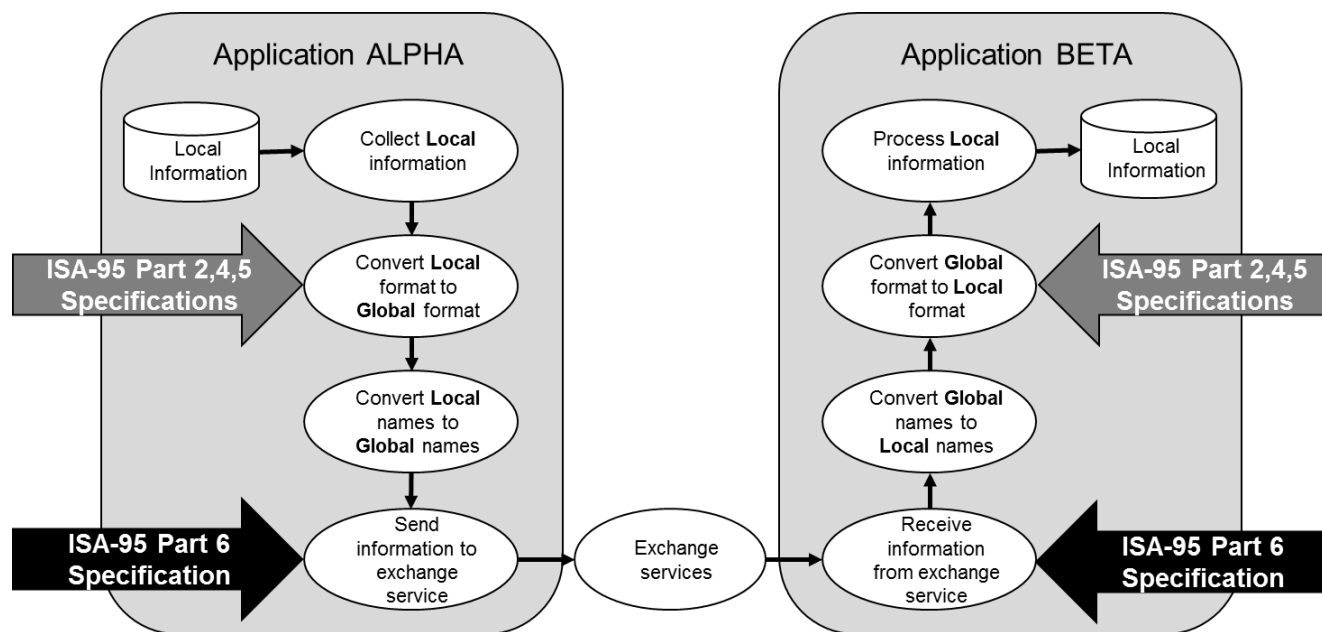 Application ALPHA
Local
Information
Collect Local
information
ISA-95 Part 2,4,5
Specifications
Convert Local
format to
Global format
Convert Local
names to
Global names
ISA-95 Part 6
Specification
Send
information to
exchange
service
Exchange
services
Application BETA
Process Local
information
Local
Information
Convert Global
format to Local
format
ISA-95 Part 2,4,5
Specifications
Convert Global
names to
Local names
Receive
information
from exchange
service
ISA-95 Part 6
Specification